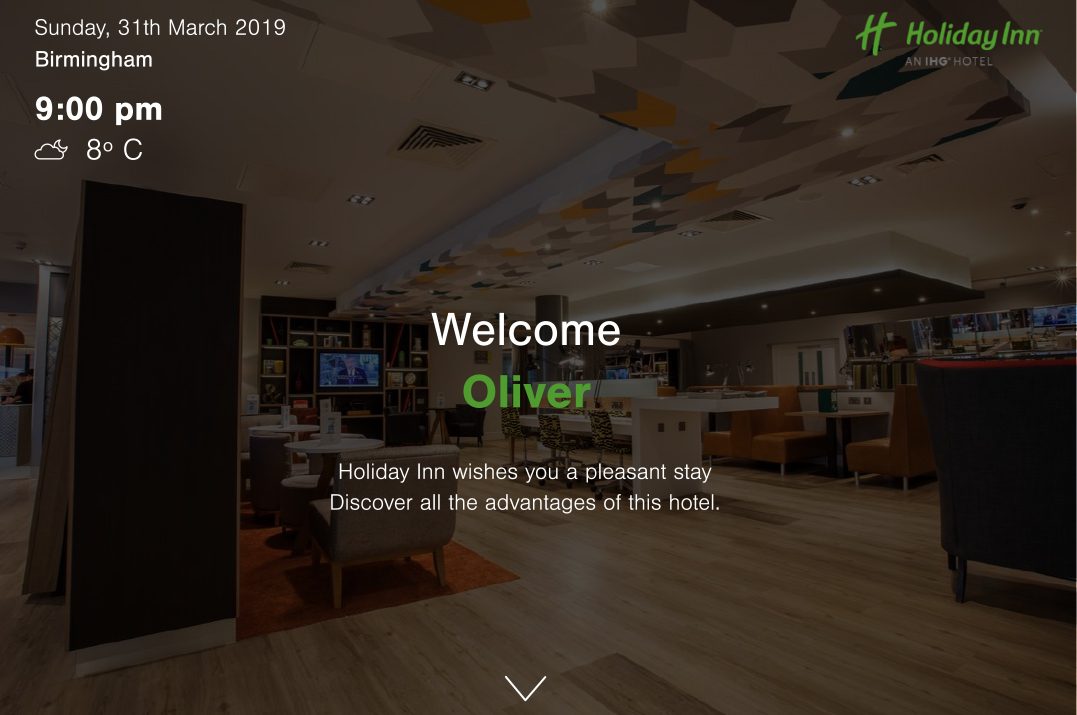 Sunday, 31th March 2019
Birmingham
9:00 pm
8º C
Holiday Inn
AN IHG® HOTEL
Welcome
Oliver
Holiday Inn wishes you a pleasant stay
Discover all the advantages of this hotel.